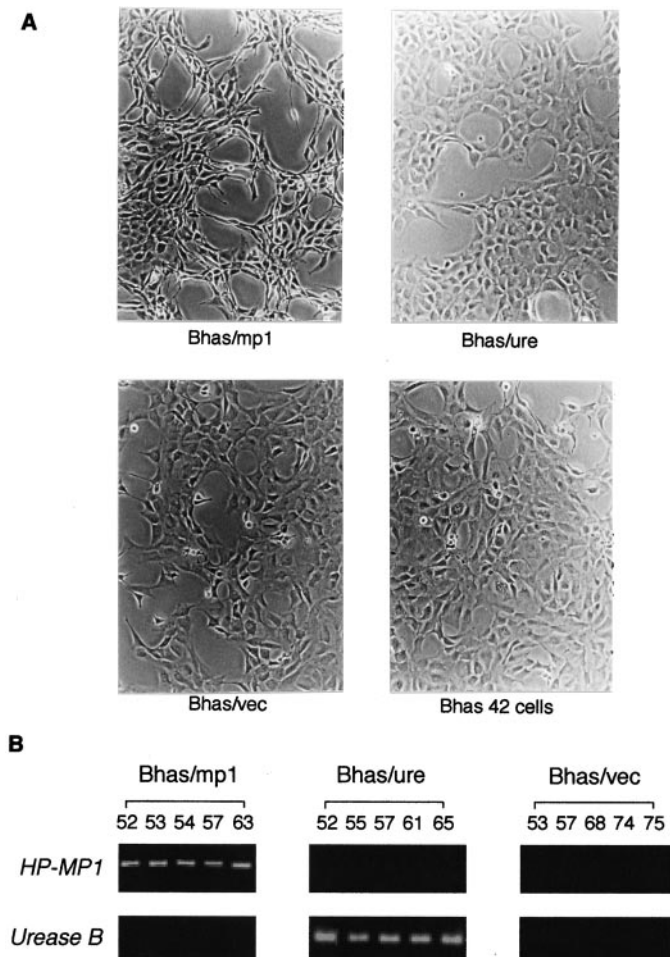 A
Bhas/mp1
Bhas/ure
Bhas/vec
Bhas 42 cells
B
Bhas/mp1 Bhas/ure Bhas/vec
52 53 54 57 63 52 55 57 61 65 53 57 68 74 75
HP-MP1
Urease B